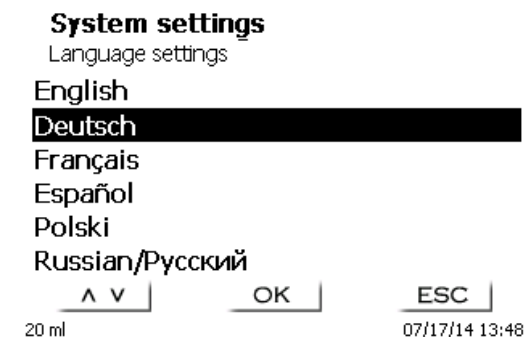 System settings
Language settings
English
Deutsch
Français
Español
Polski
Russian/Русский
∧ ∨ OK ESC
20 ml 07/17/14 13:48